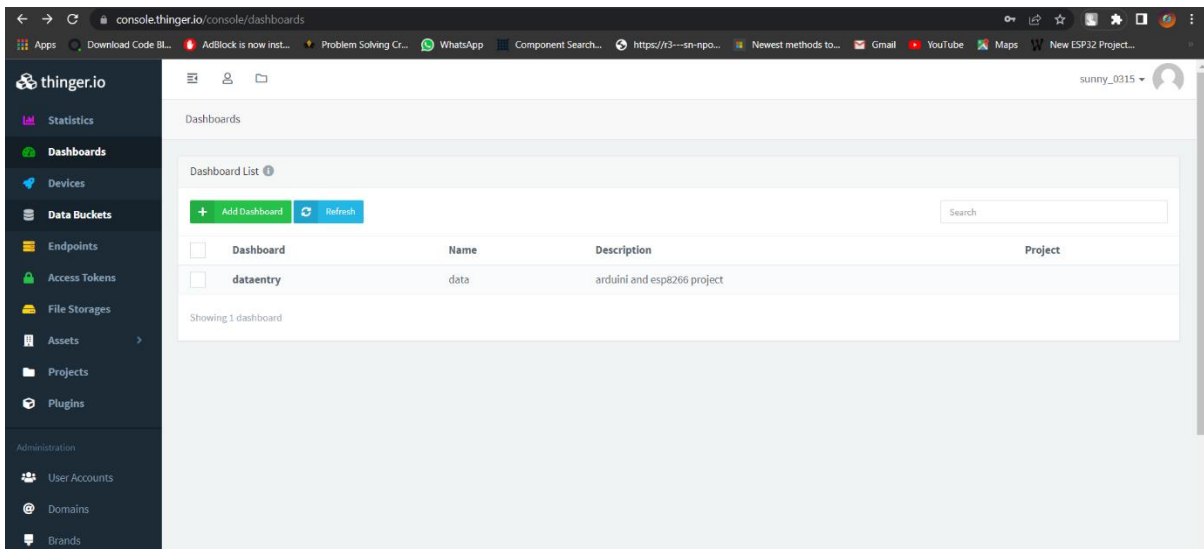 console.thinger.io/console/dashboards
Apps Download Code Bl... AdBlock is now inst... Problem Solving Cr... WhatsApp Component Search... https://r3---sn-npo... Newest methods to... Gmail YouTube Maps New ESP32 Project...
thinger.io
sunny_0315
Statistics
Dashboards
Dashboards
Devices
Data Buckets
Endpoints
Access Tokens
File Storages
Assets
Projects
Plugins
Administration
User Accounts
Domains
Brands
Dashboard List
Add Dashboard Refresh Search
Dashboard Name Description Project
dataentry data arduini and esp8266 project
Showing 1 dashboard